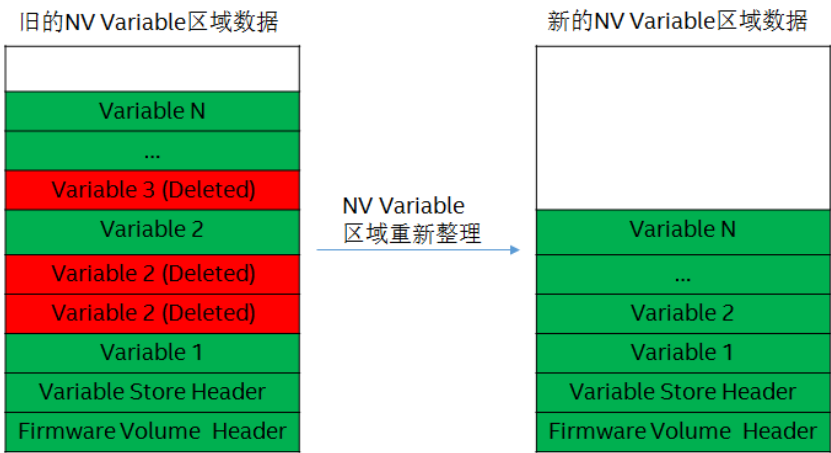 旧的NV Variable区域数据
Variable N
...
Variable 3 (Deleted)
Variable 2
Variable 2 (Deleted)
Variable 2 (Deleted)
Variable 1
Variable Store Header
Firmware Volume Header
NV Variable
区域重新整理
新的NV Variable区域数据
Variable N
...
Variable 2
Variable 1
Variable Store Header
Firmware Volume Header